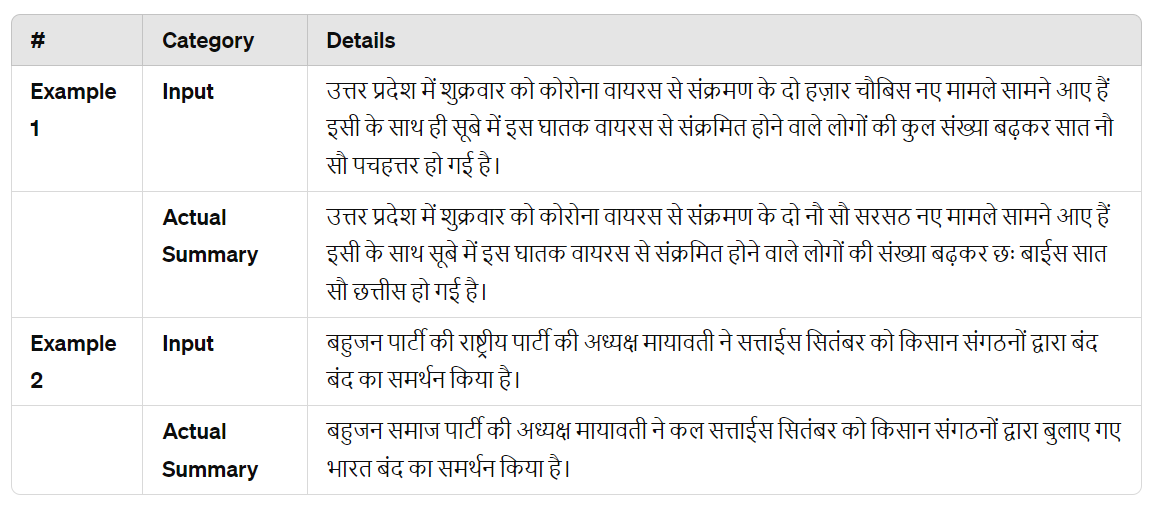 # Category Details
Example Input उत्तर प्रदेश में शुक्रवार को कोरोना वायरस से संक्रमण के दो हज़ार चौबिस नए मामले सामने आए हैं
1 इसी के साथ ही सूबे में इस घातक वायरस से संक्रमित होने वाले लोगों की कुल संख्या बढ़कर सात नौ
सौ पचहत्तर हो गई है।
Actual उत्तर प्रदेश में शुक्रवार को कोरोना वायरस से संक्रमण के दो नौ सौ सरसठ नए मामले सामने आए हैं
Summary इसी के साथ सूबे में इस घातक वायरस से संक्रमित होने वाले लोगों की संख्या बढ़कर छः बाईस सात
सौ छत्तीस हो गई है।
Example Input बहुजन पार्टी की राष्ट्रीय पार्टी की अध्यक्ष मायावती ने सत्ताईस सितंबर को किसान संगठनों द्वारा बंद
2 बंद का समर्थन किया है।
Actual बहुजन समाज पार्टी की अध्यक्ष मायावती ने कल सत्ताईस सितंबर को किसान संगठनों द्वारा बुलाए गए
Summary भारत बंद का समर्थन किया है।